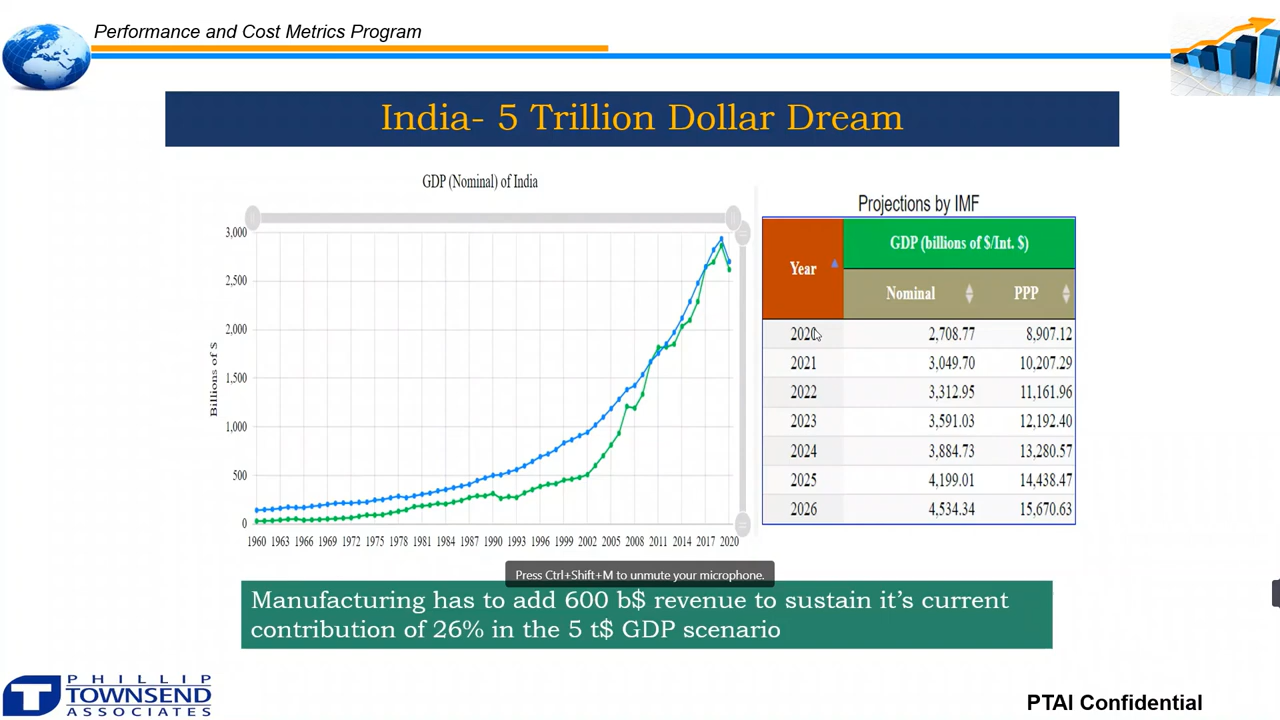 Performance and Cost Metrics Program
India- 5 Trillion Dollar Dream
GDP (Nominal) of India
Billions of $
3,000
2,500
2,000
1,500
1,000
500
0
1960 1963 1966 1969 1972 1975 1978 1981 1984 1987 1990 1993 1996 1999 2002 2005 2008 2011 2014 2017 2020
Projections by IMF
Year GDP (billions of $/Int. $)
Nominal PPP
2020 2,708.77 8,907.12
2021 3,049.70 10,207.29
2022 3,312.95 11,161.96
2023 3,591.03 12,192.40
2024 3,884.73 13,280.57
2025 4,199.01 14,438.47
2026 4,534.34 15,670.63
Press Ctrl+Shift+M to unmute your microphone.
Manufacturing has to add 600 b$ revenue to sustain it's current
contribution of 26% in the 5 t$ GDP scenario
PHILLIP
TOWNSEND
ASSOCIATES
PTAI Confidential